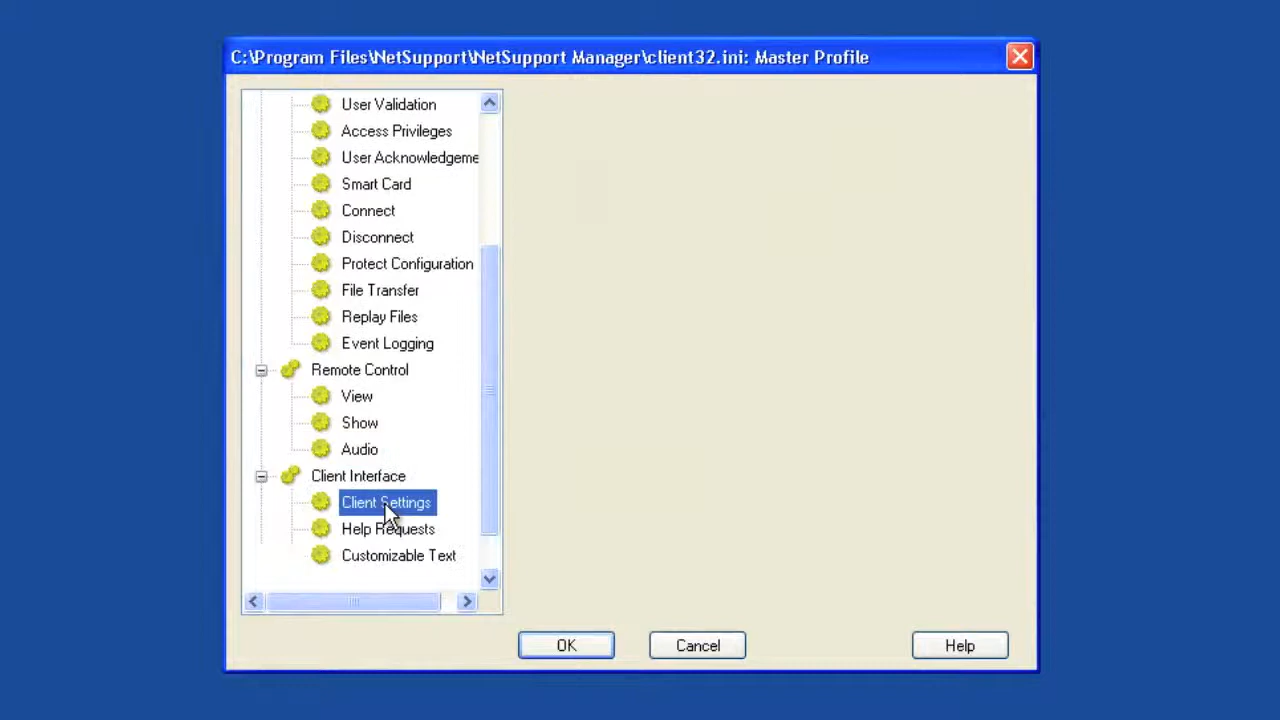 C:\Program Files\NetSupport\NetSupport Manager\client32.ini: Master Profile
User Validation
Access Privileges
User Acknowledgeme
Smart Card
Connect
Disconnect
Protect Configuration
File Transfer
Replay Files
Event Logging
Remote Control
View
Show
Audio
Client Interface
Client Settings
Help Requests
Customizable Text
OK
Cancel
Help